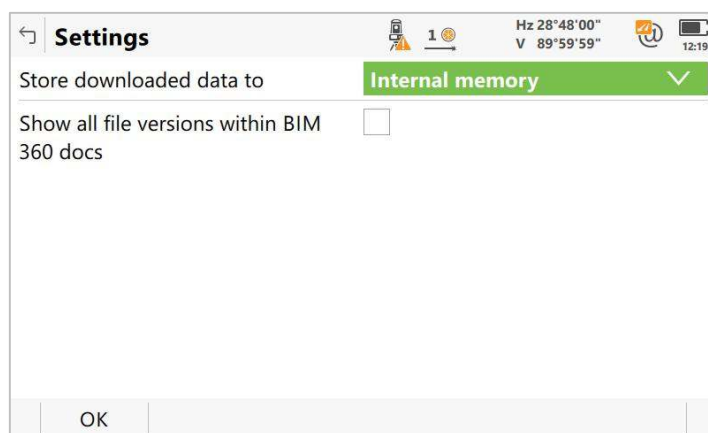 Settings
1
Hz 28°48'00"
V 89°59'59"
12:19
Store downloaded data to
Internal memory
Show all file versions within BIM
360 docs
OK